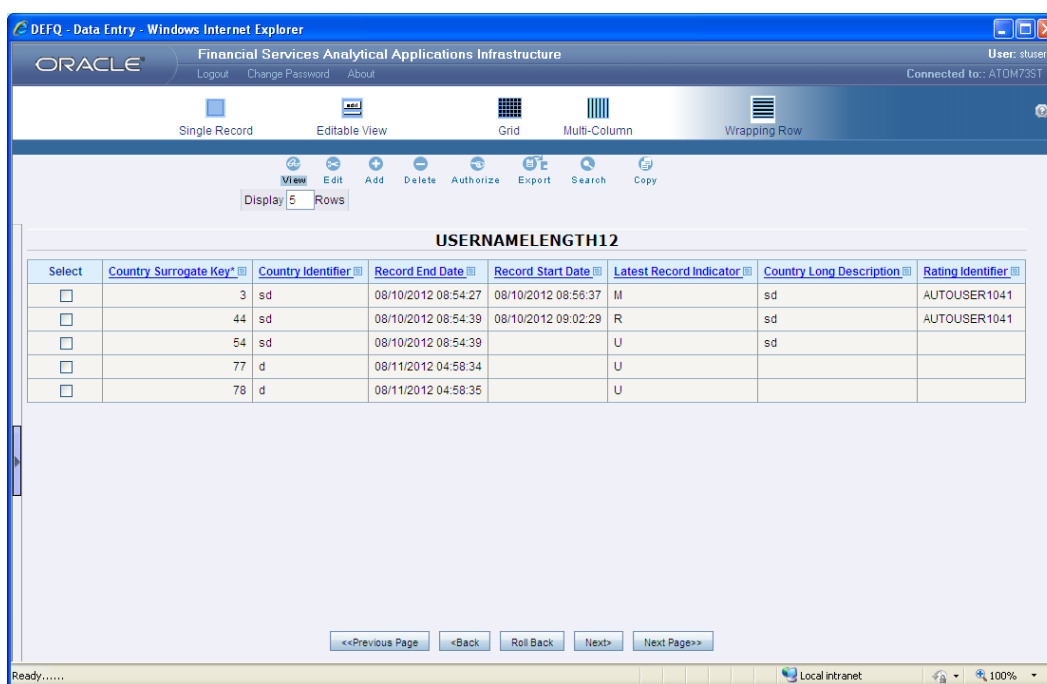 DEFQ - Data Entry - Windows Internet Explorer
ORACLE Financial Services Analytical Applications Infrastructure User: stuser
Logout Change Password About Connected to:: ATOM73ST
Single Record Editable View Grid Multi-Column Wrapping Row
View Edit Add Delete Authorize Export Search Copy
Display 5 Rows
USERNAMELENGTH12
Select Country Surrogate Key* Country Identifier Record End Date Record Start Date Latest Record Indicator Country Long Description Rating Identifier
3 sd 08/10/2012 08:54:27 08/10/2012 08:56:37 M sd AUTOUSER1041
44 sd 08/10/2012 08:54:39 08/10/2012 09:02:29 R sd AUTOUSER1041
54 sd 08/10/2012 08:54:39 U sd
77 d 08/11/2012 04:58:34 U
78 d 08/11/2012 04:58:35 U
<<Previous Page <Back Roll Back Next> Next Page>>
Ready...... Local intranet 100%